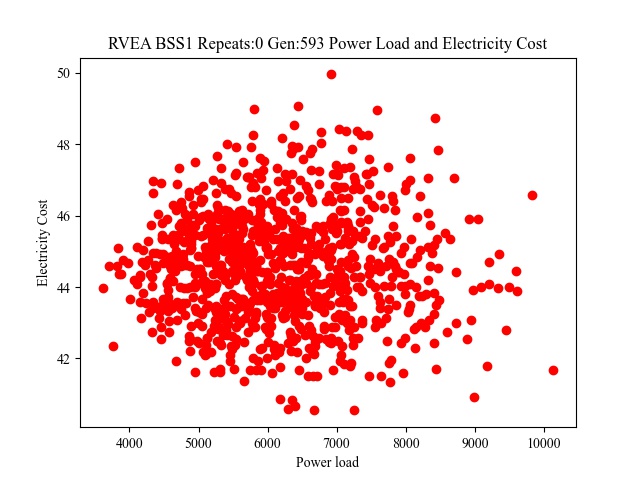 RVEA BSS1 Repeats:0 Gen:593 Power Load and Electricity Cost
50
48
46
44
42
Electricity Cost
4000 5000 6000 7000 8000 9000 10000
Power load